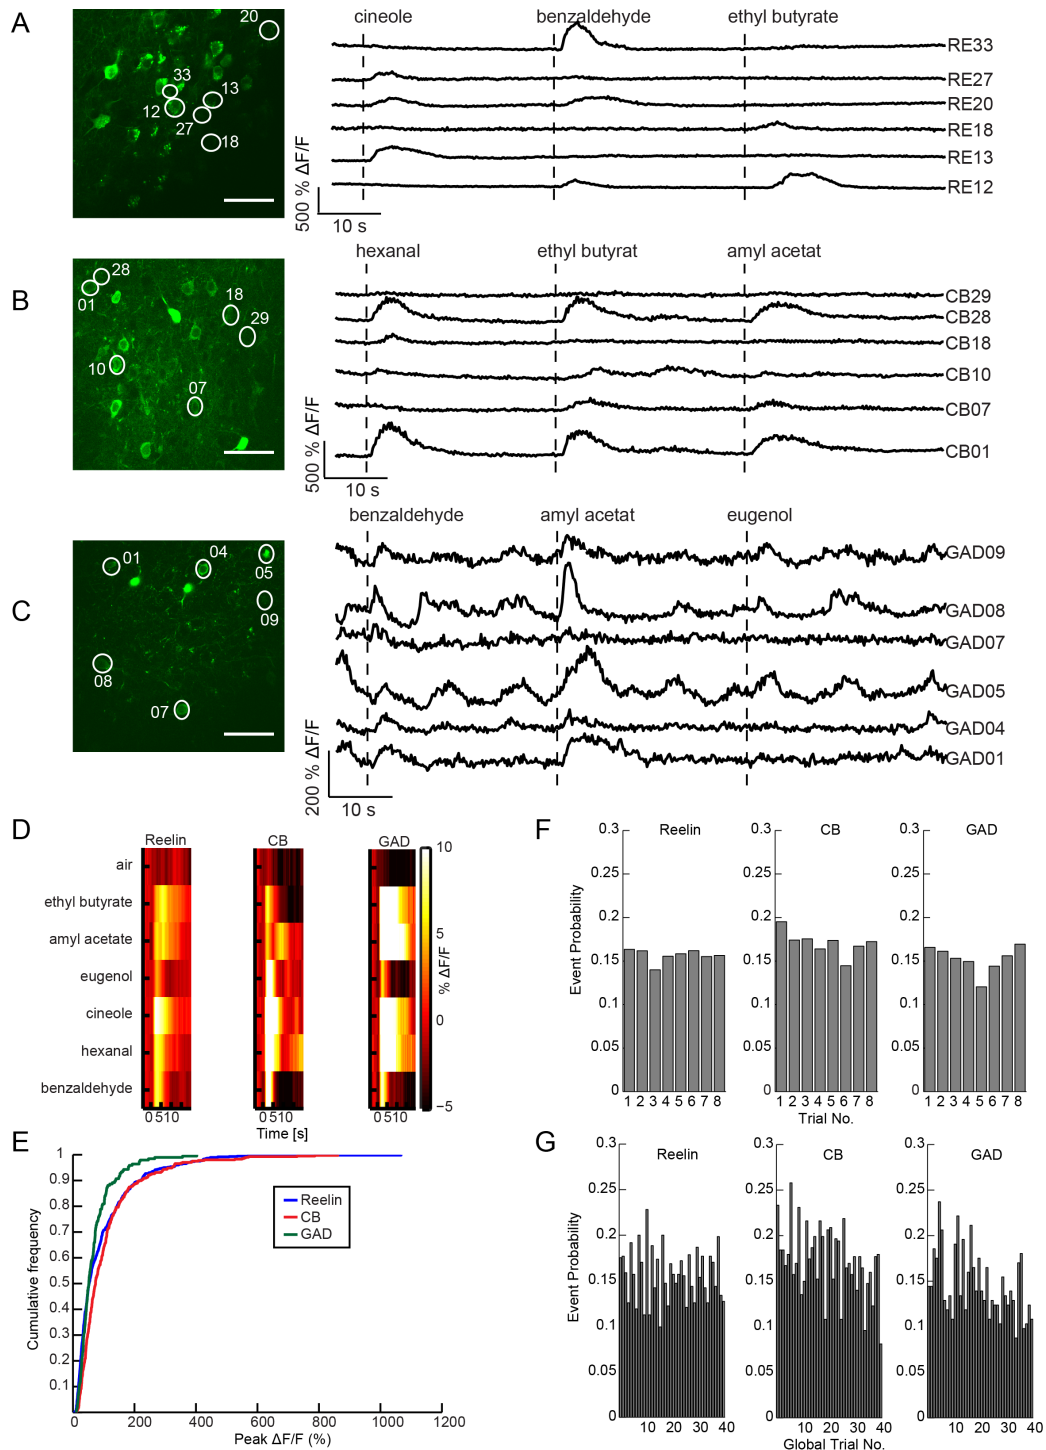 A
20
33
13
12
27
18
cineole
benzaldehyde
ethyl butyrate
RE33
RE27
RE20
RE18
RE13
RE12
500 % ΔF/F
10 s
B
28
01
18
29
10
07
hexanal
ethyl butyrat
amyl acetat
CB29
CB28
CB18
CB10
CB07
CB01
500 % ΔF/F
10 s
C
01
04
05
09
08
07
benzaldehyde
amyl acetat
eugenol
GAD09
GAD08
GAD07
GAD05
GAD04
GAD01
200 % ΔF/F
10 s
D
Reelin
CB
GAD
air
ethyl butyrate
amyl acetate
eugenol
cineole
hexanal
benzaldehyde
10
5
0
−5
% ΔF/F
0 5 10
0 5 10
0 5 10
Time [s]
E
1
0.9
0.8
0.7
0.6
0.5
0.4
0.3
0.2
0.1
Cumulative frequency
0 200 400 600 800 1000 1200
Peak ΔF/F (%)
Reelin
CB
GAD
F
Reelin
CB
GAD
0.3
0.25
0.2
0.15
0.1
0.05
0
0.3
0.25
0.2
0.15
0.1
0.05
0
0.3
0.25
0.2
0.15
0.1
0.05
0
Event Probability
1 2 3 4 5 6 7 8
1 2 3 4 5 6 7 8
1 2 3 4 5 6 7 8
Trial No.
G
Reelin
CB
GAD
0.3
0.25
0.2
0.15
0.1
0.05
0
0.3
0.25
0.2
0.15
0.1
0.05
0
0.3
0.25
0.2
0.15
0.1
0.05
0
Event Probability
10 20 30 40
10 20 30 40
10 20 30 40
Global Trial No.